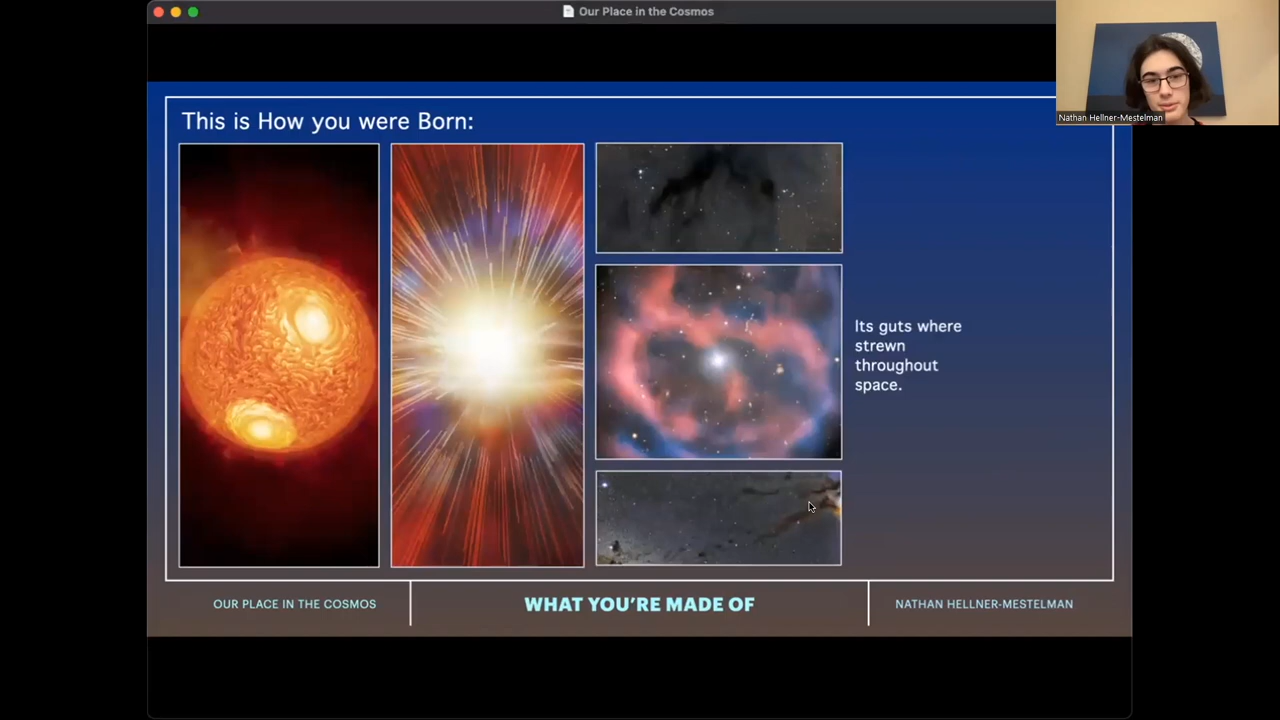 Our Place in the Cosmos
Nathan Hellner-Mestelman
This is How you were Born:
Its guts where
strewn
throughout
space.
OUR PLACE IN THE COSMOS
WHAT YOU'RE MADE OF
NATHAN HELLNER-MESTELMAN